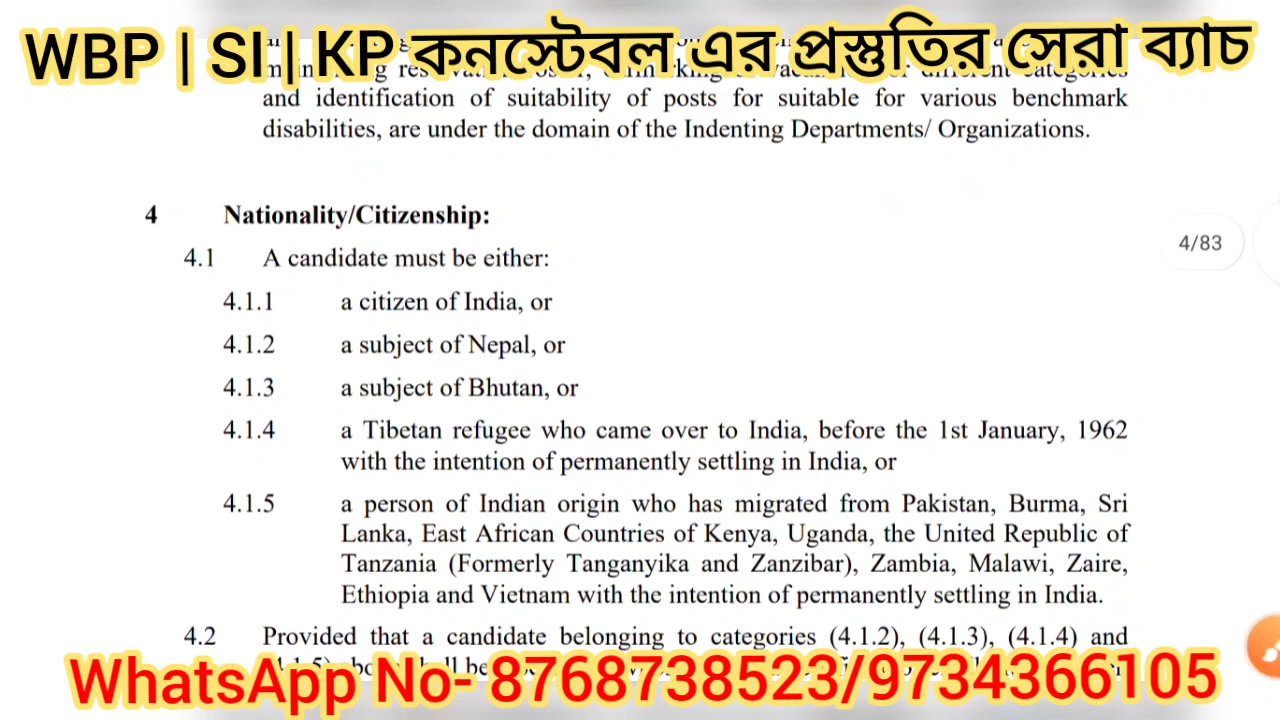 WBP | SI | KP কনস্টেবল এর প্রস্তুতির সেরা ব্যাচ
and identification of suitability of posts for suitable for various benchmark
disabilities, are under the domain of the Indenting Departments/ Organizations.
4 Nationality/Citizenship:
4/83
4.1 A candidate must be either:
4.1.1 a citizen of India, or
4.1.2 a subject of Nepal, or
4.1.3 a subject of Bhutan, or
4.1.4 a Tibetan refugee who came over to India, before the 1st January, 1962
with the intention of permanently settling in India, or
4.1.5 a person of Indian origin who has migrated from Pakistan, Burma, Sri
Lanka, East African Countries of Kenya, Uganda, the United Republic of
Tanzania (Formerly Tanganyika and Zanzibar), Zambia, Malawi, Zaire,
Ethiopia and Vietnam with the intention of permanently settling in India.
4.2 Provided that a candidate belonging to categories (4.1.2), (4.1.3), (4.1.4) and
WhatsApp No- 8768738523/9734366105